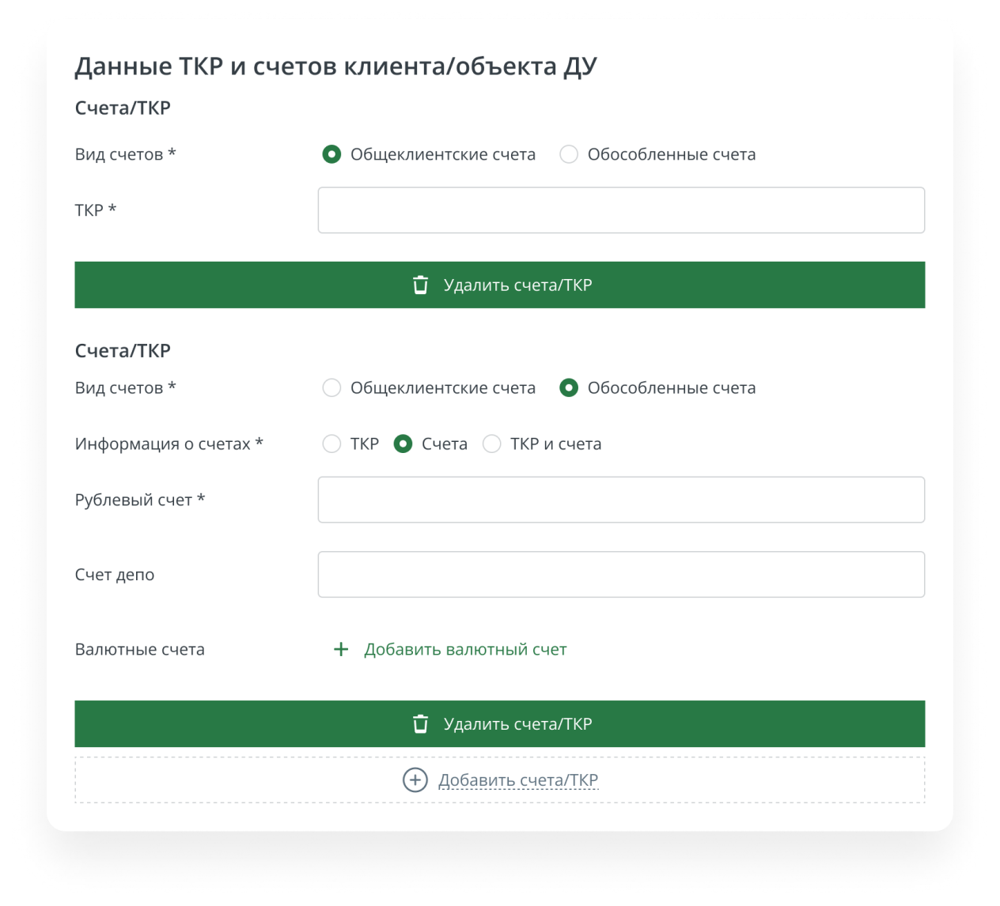 Данные ТКР и счетов клиента/объекта ДУ
Счета/ТКР
Вид счетов * Общеклиентские счета Обособленные счета
ТКР *
Удалить счета/ТКР
Счета/ТКР
Вид счетов * Общеклиентские счета Обособленные счета
Информация о счетах * ТКР Счета ТКР и счета
Рублевый счет *
Счет депо
Валютные счета + Добавить валютный счет
Удалить счета/ТКР
Добавить счета/ТКР